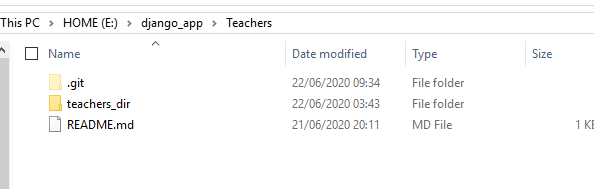 This PC > HOME (E:) > django_app > Teachers
Name Date modified Type Size
.git 22/06/2020 09:34 File folder
teachers_dir 22/06/2020 03:43 File folder
README.md 21/06/2020 20:11 MD File 1 KB